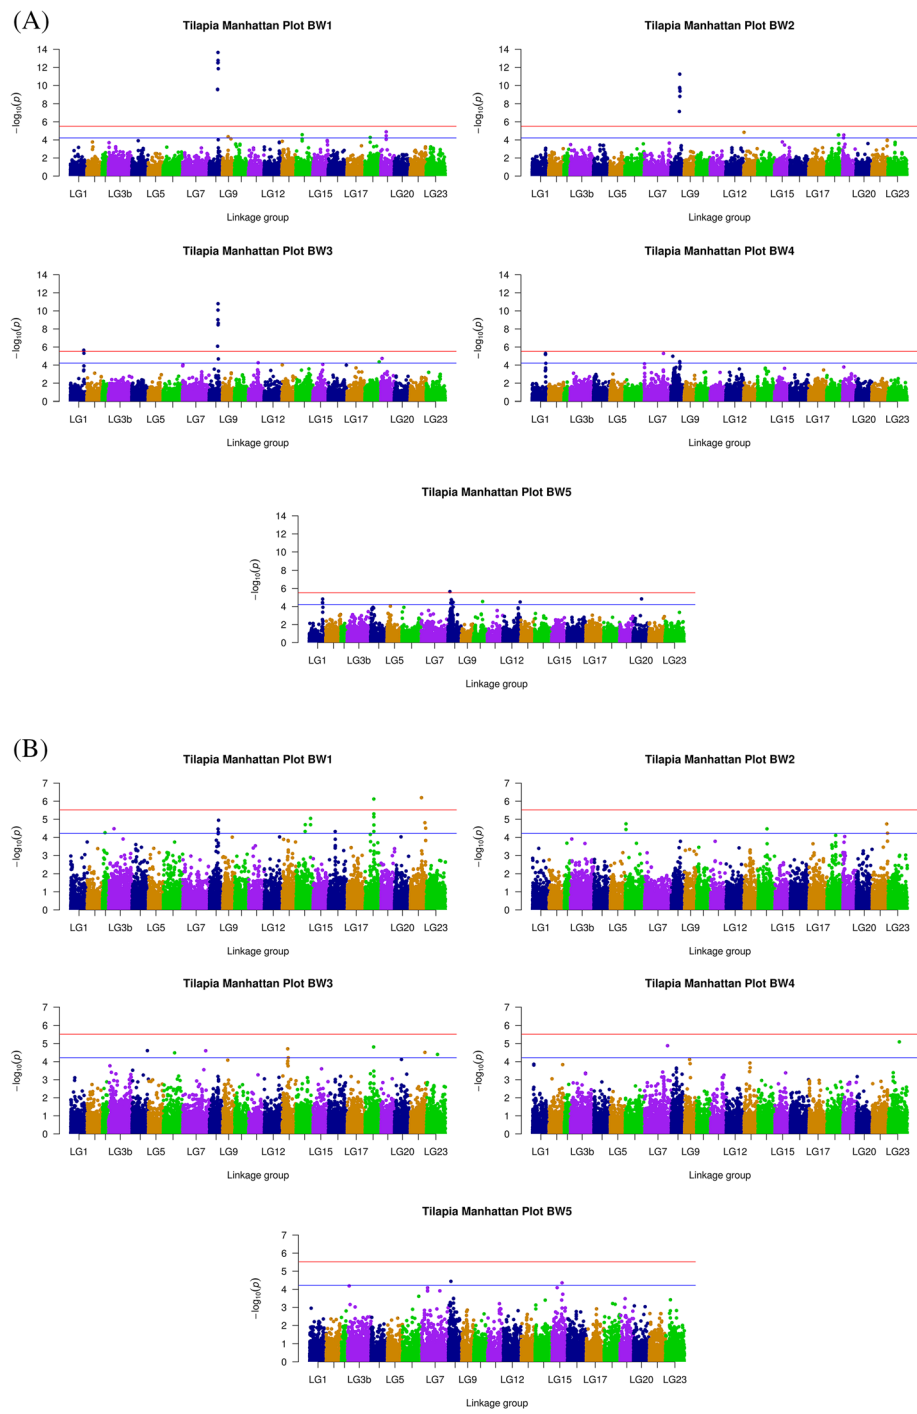 (A)
Tilapia Manhattan Plot BW1
14
12
10
8
6
4
2
0
−log10(p)
LG1 LG3b LG5 LG7 LG9 LG12 LG15 LG17 LG20 LG23
Linkage group
Tilapia Manhattan Plot BW2
14
12
10
8
6
4
2
0
−log10(p)
LG1 LG3b LG5 LG7 LG9 LG12 LG15 LG17 LG20 LG23
Linkage group
Tilapia Manhattan Plot BW3
14
12
10
8
6
4
2
0
−log10(p)
LG1 LG3b LG5 LG7 LG9 LG12 LG15 LG17 LG20 LG23
Linkage group
Tilapia Manhattan Plot BW4
14
12
10
8
6
4
2
0
−log10(p)
LG1 LG3b LG5 LG7 LG9 LG12 LG15 LG17 LG20 LG23
Linkage group
Tilapia Manhattan Plot BW5
14
12
10
8
6
4
2
0
−log10(p)
LG1 LG3b LG5 LG7 LG9 LG12 LG15 LG17 LG20 LG23
Linkage group
(B)
Tilapia Manhattan Plot BW1
7
6
5
4
3
2
1
0
−log10(p)
LG1 LG3b LG5 LG7 LG9 LG12 LG15 LG17 LG20 LG23
Linkage group
Tilapia Manhattan Plot BW2
7
6
5
4
3
2
1
0
−log10(p)
LG1 LG3b LG5 LG7 LG9 LG12 LG15 LG17 LG20 LG23
Linkage group
Tilapia Manhattan Plot BW3
7
6
5
4
3
2
1
0
−log10(p)
LG1 LG3b LG5 LG7 LG9 LG12 LG15 LG17 LG20 LG23
Linkage group
Tilapia Manhattan Plot BW4
7
6
5
4
3
2
1
0
−log10(p)
LG1 LG3b LG5 LG7 LG9 LG12 LG15 LG17 LG20 LG23
Linkage group
Tilapia Manhattan Plot BW5
7
6
5
4
3
2
1
0
−log10(p)
LG1 LG3b LG5 LG7 LG9 LG12 LG15 LG17 LG20 LG23
Linkage group